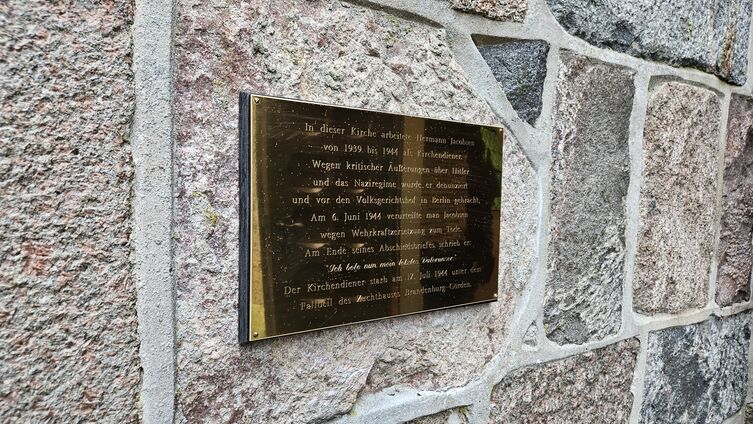 In dieser Kirche arbeitete Hermann Jacobsen
von 1939 bis 1944 als Kirchendiener.
Wegen kritischer Äußerungen über Hitler
und das Naziregime wurde er denunziert
und vor den Volksgerichtshof in Berlin gebracht.
Am 6. Juni 1944 verurteilte man Jacobsen
wegen Wehrkraftzersetzung zum Tode.
Am Ende seines Abschiedsbriefes schrieb er:
"Ich bete nun mein letztes Vaterunser."
Der Kirchendiener starb am 17. Juli 1944 unter dem
Fallbeil des Zuchthauses Brandenburg-Görden.